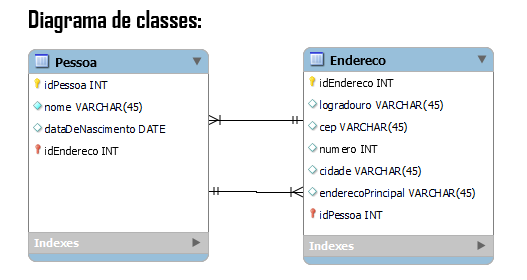 Diagrama de classes:
Pessoa
idPessoa INT
nome VARCHAR(45)
dataDeNascimento DATE
idEndereco INT
Indexes
Endereco
idEndereco INT
logradouro VARCHAR(45)
cep VARCHAR(45)
numero INT
cidade VARCHAR(45)
enderecoPrincipal VARCHAR(45)
idPessoa INT
Indexes